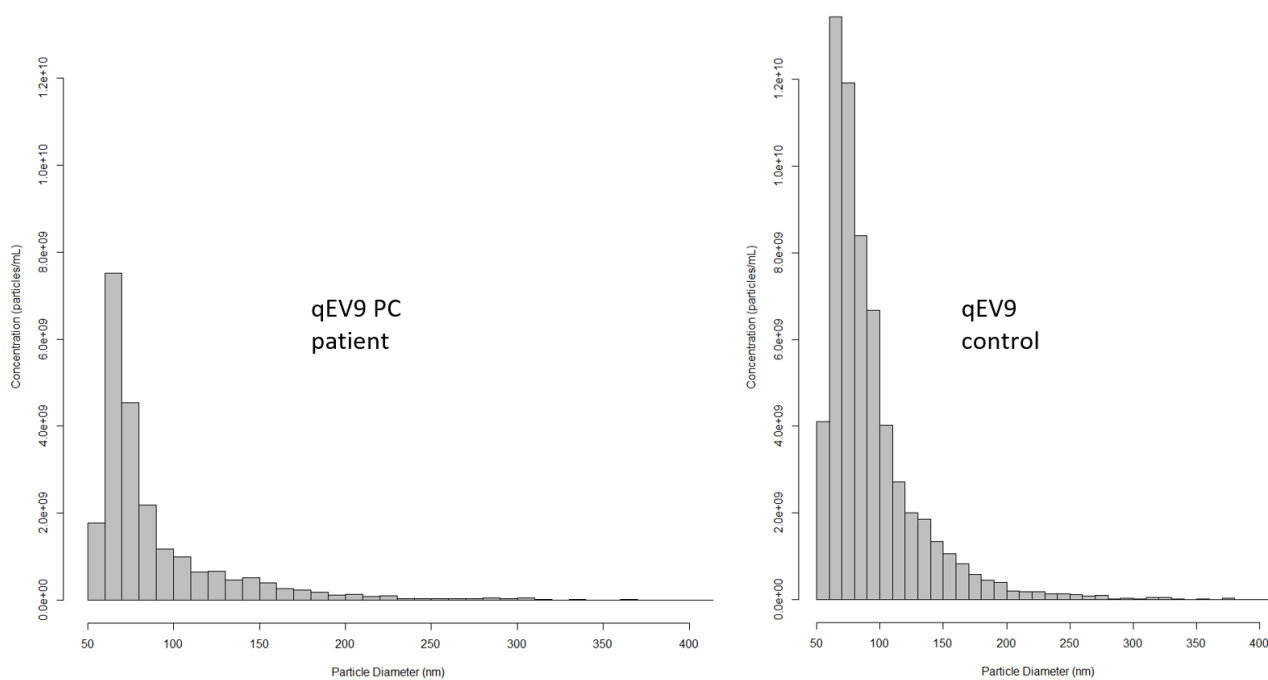 1.2e+10
1.0e+10
8.0e+09
6.0e+09
4.0e+09
2.0e+09
0.0e+00
Concentration (particles/mL)
qEV9 PC
patient
50 100 150 200 250 300 350 400
Particle Diameter (nm)
1.2e+10
1.0e+10
8.0e+09
6.0e+09
4.0e+09
2.0e+09
0.0e+00
Concentration (particles/mL)
qEV9
control
50 100 150 200 250 300 350 400
Particle Diameter (nm)